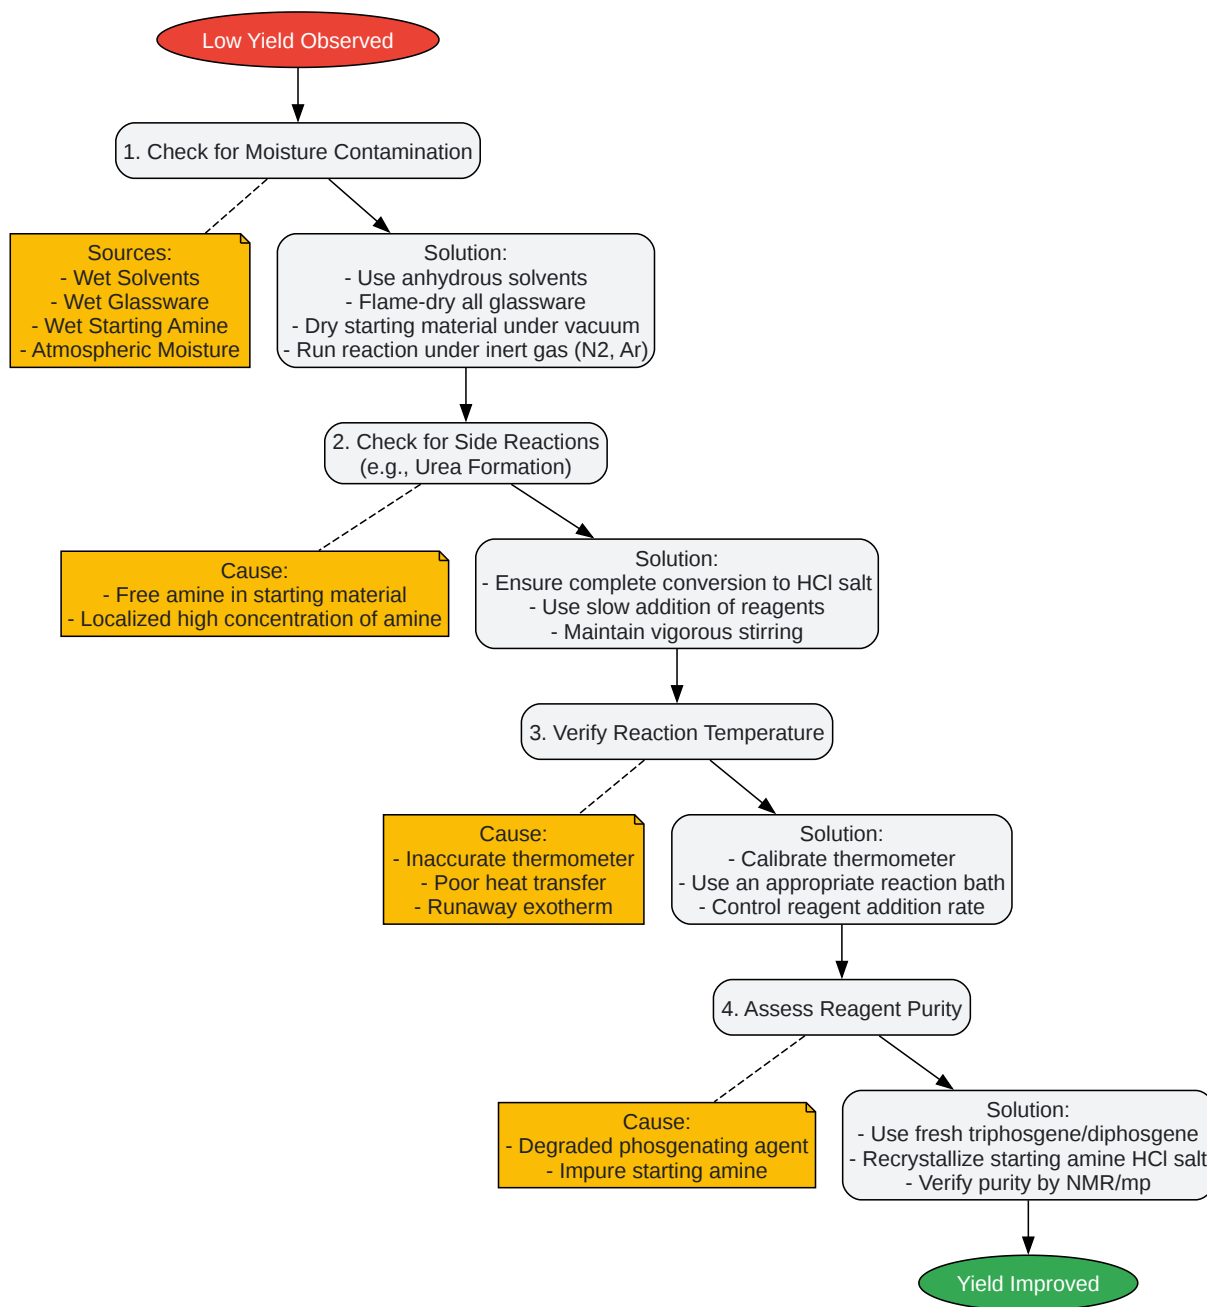 Low Yield Observed
1. Check for Moisture Contamination
Sources:
- Wet Solvents
- Wet Glassware
- Wet Starting Amine
- Atmospheric Moisture
Solution:
- Use anhydrous solvents
- Flame-dry all glassware
- Dry starting material under vacuum
- Run reaction under inert gas (N2, Ar)
2. Check for Side Reactions
(e.g., Urea Formation)
Cause:
- Free amine in starting material
- Localized high concentration of amine
Solution:
- Ensure complete conversion to HCl salt
- Use slow addition of reagents
- Maintain vigorous stirring
3. Verify Reaction Temperature
Cause:
- Inaccurate thermometer
- Poor heat transfer
- Runaway exotherm
Solution:
- Calibrate thermometer
- Use an appropriate reaction bath
- Control reagent addition rate
4. Assess Reagent Purity
Cause:
- Degraded phosgenating agent
- Impure starting amine
Solution:
- Use fresh triphosgene/diphosgene
- Recrystallize starting amine HCl salt
- Verify purity by NMR/mp
Yield Improved